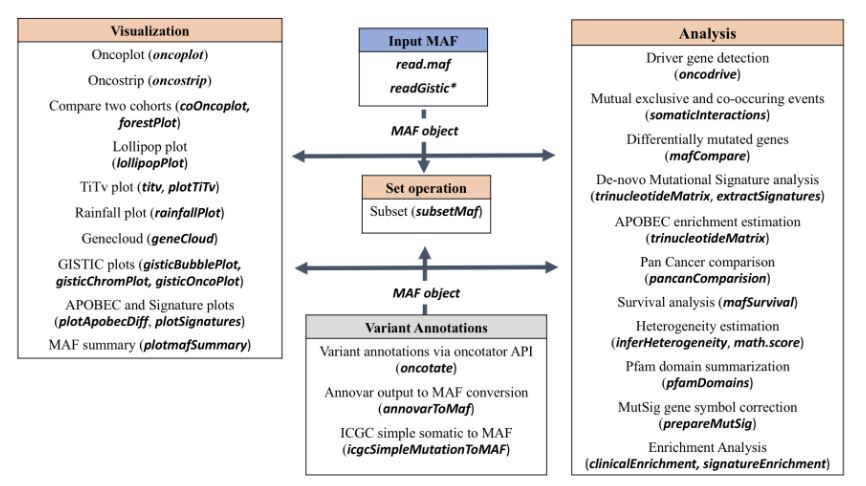 Visualization
Oncoplot (oncoplot)
Oncostrip (oncostrip)
Compare two cohorts (coOncoplot,
forestPlot)
Lollipop plot
(lollipopPlot)
TiTv plot (titv, plotTiTv)
Rainfall plot (rainfallPlot)
Genecloud (geneCloud)
GISTIC plots (gisticBubblePlot,
gisticChromPlot, gisticOncoPlot)
APOBEC and Signature plots
(plotApobecDiff, plotSignatures)
MAF summary (plotmafSummary)
Input MAF
read.maf
readGistic*
MAF object
Set operation
Subset (subsetMaf)
MAF object
Variant Annotations
Variant annotations via oncotator API
(oncotate)
Annovar output to MAF conversion
(annovarToMaf)
ICGC simple somatic to MAF
(icgcSimpleMutationToMAF)
Analysis
Driver gene detection
(oncodrive)
Mutual exclusive and co-occuring events
(somaticInteractions)
Differentially mutated genes
(mafCompare)
De-novo Mutational Signature analysis
(trinucleotideMatrix, extractSignatures)
APOBEC enrichment estimation
(trinucleotideMatrix)
Pan Cancer comparison
(pancanComparision)
Survival analysis (mafSurvival)
Heterogeneity estimation
(inferHeterogeneity, math.score)
Pfam domain summarization
(pfamDomains)
MutSig gene symbol correction
(prepareMutSig)
Enrichment Analysis
(clinicalEnrichment, signatureEnrichment)